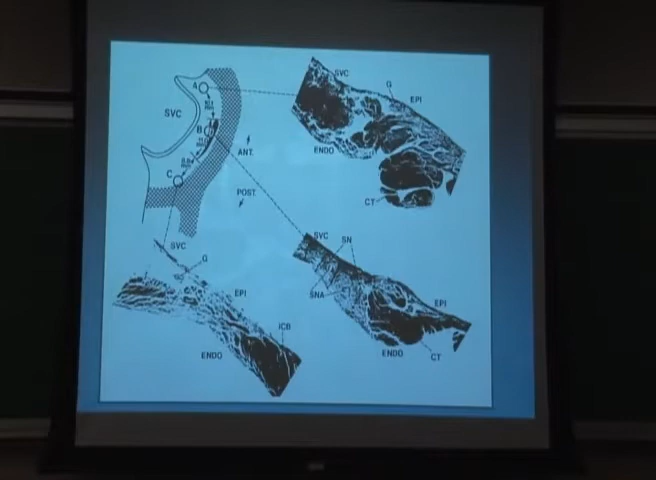 A
SVC
B
ANT.
C
POST.
SVC
G
EPI
ENDO
CT
SVC
G
EPI
ICB
ENDO
SVC
SN
SNA
EPI
ENDO
CT